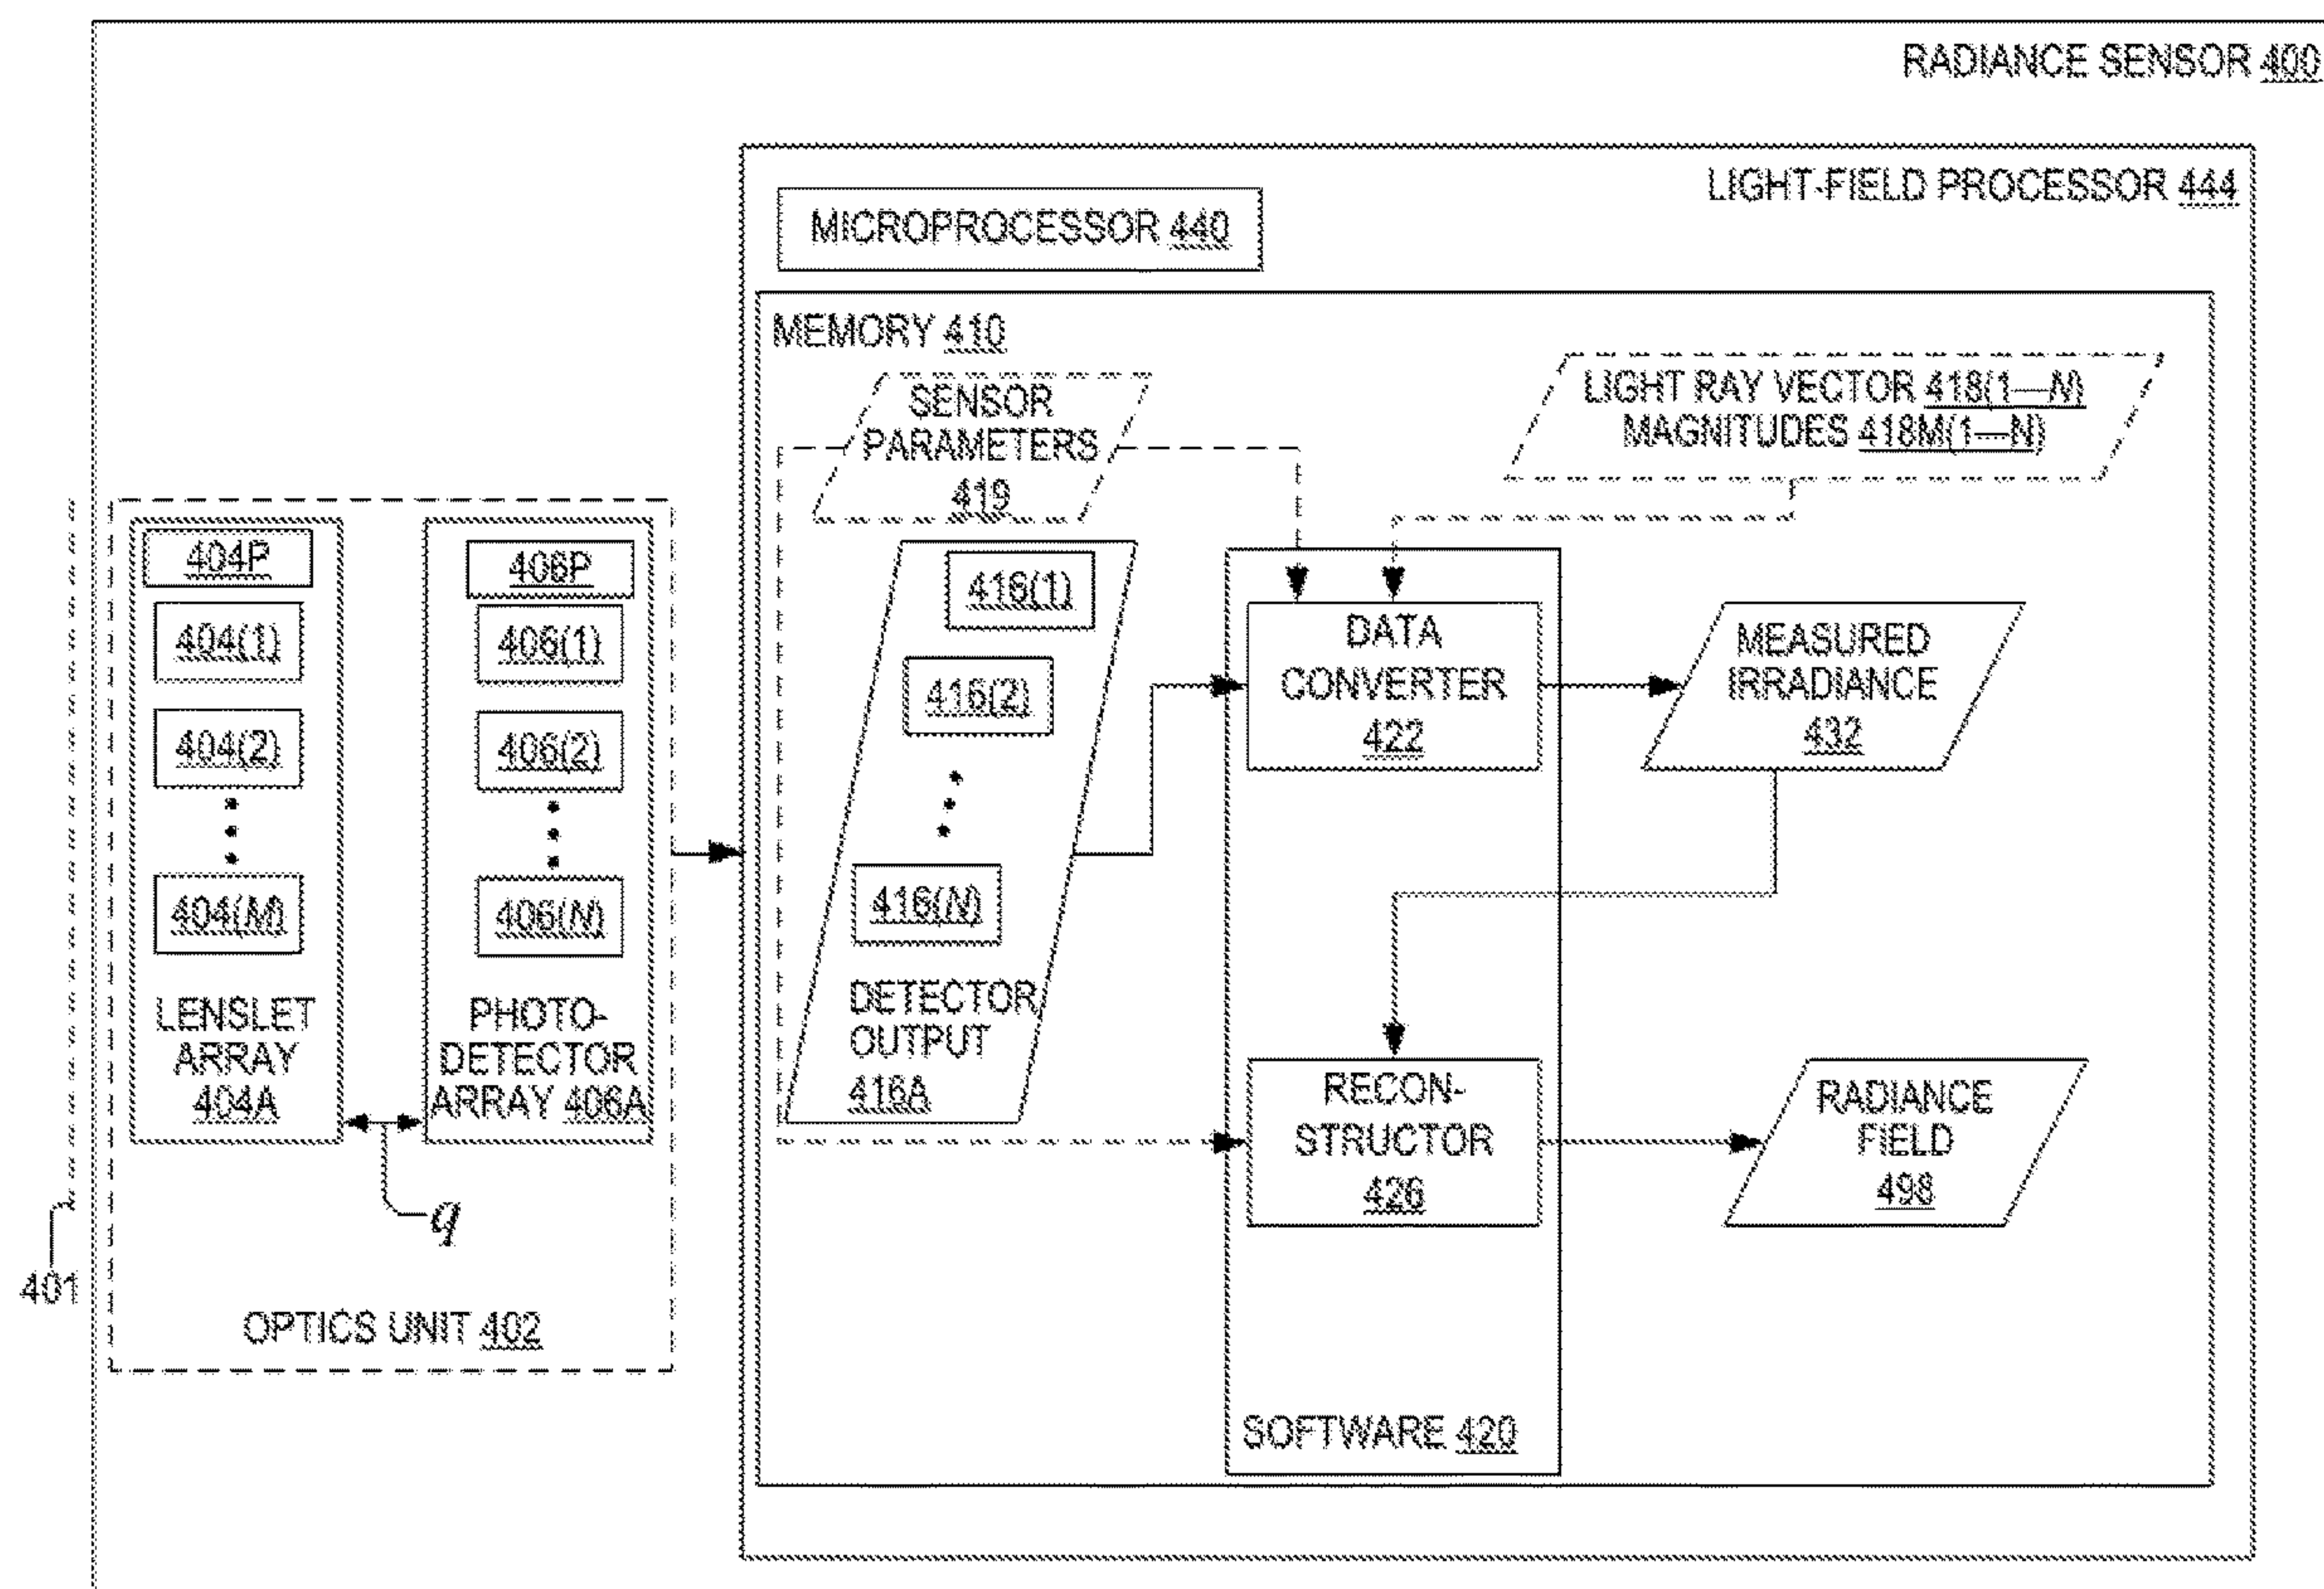 RADIANCE SENSOR 400
LIGHT-FIELD PROCESSOR 444
MICROPROCESSOR 440
MEMORY 410
SENSOR
PARAMETERS
419
LIGHT RAY VECTOR 418(1—N)
MAGNITUDES 418M(1—N)
404P
404(1)
404(2)
404(M)
LENSLET
ARRAY
404A
406P
406(1)
406(2)
406(N)
PHOTO-
DETECTOR
ARRAY 406A
q
401
OPTICS UNIT 402
416(1)
416(2)
416(N)
DETECTOR
OUTPUT
416A
DATA
CONVERTER
422
MEASURED
IRRADIANCE
432
RECON-
STRUCTOR
426
RADIANCE
FIELD
498
SOFTWARE 420